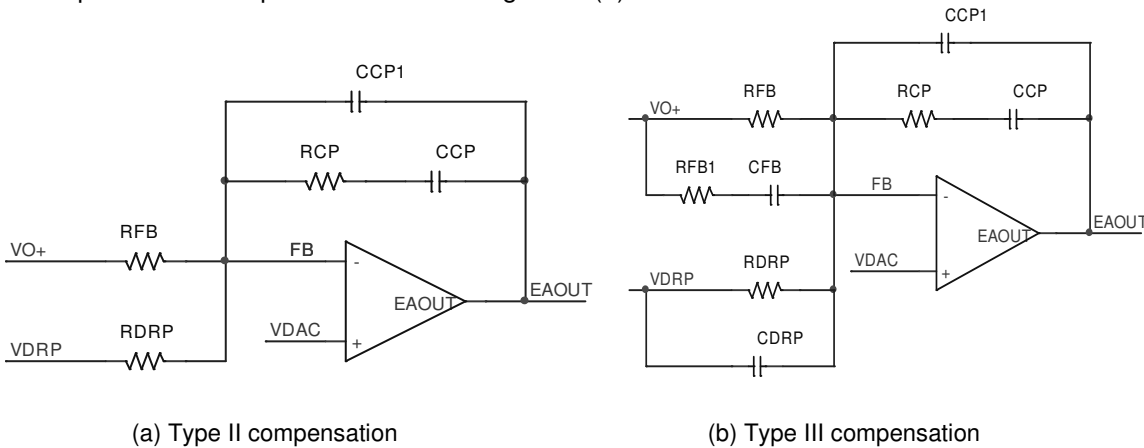 CCP1
RCP
CCP
RFB
VO+
FB
EAOUT
EAOUT
VDAC
RDRP
VDRP
-
+
(a) Type II compensation
CCP1
RFB
RCP
CCP
VO+
RFB1
CFB
FB
EAOUT
EAOUT
VDAC
RDRP
VDRP
CDRP
-
+
(b) Type III compensation